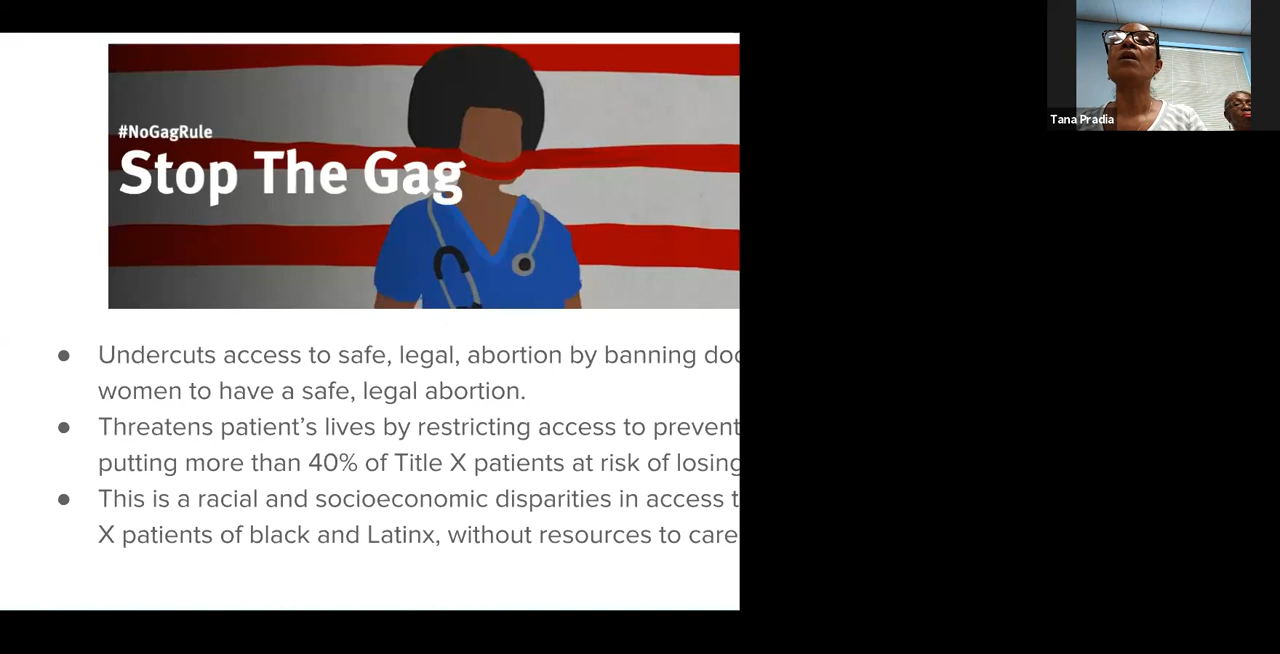 #NoGagRule
Stop The Gag
Tana Pradia
● Undercuts access to safe, legal, abortion by banning
women to have a safe, legal abortion.
● Threatens patient’s lives by restricting access to
putting more than 40% of Title X patients at risk of losing
● This is a racial and socioeconomic disparities in access
X patients of black and Latinx, without resources to care